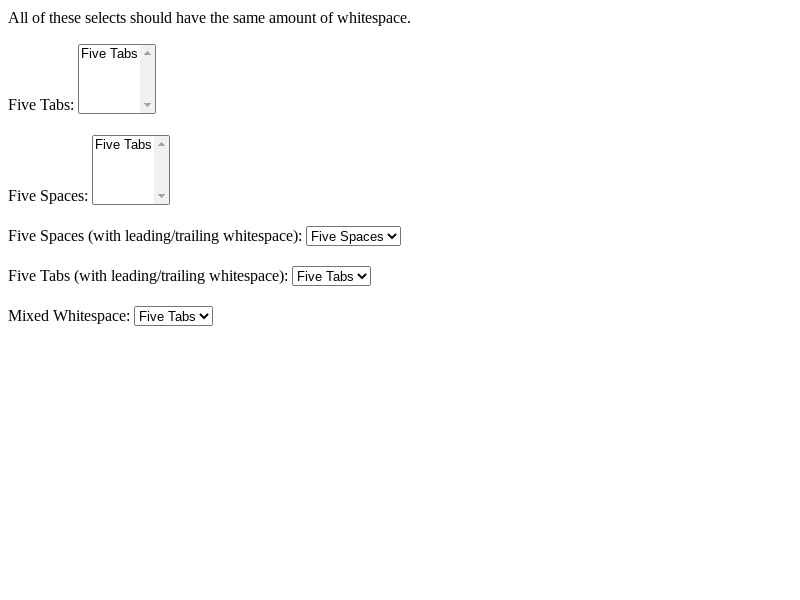 All of these selects should have the same amount of whitespace.
Five Tabs
Five Tabs:
Five Tabs
Five Spaces:
Five Spaces (with leading/trailing whitespace): Five Spaces
Five Tabs (with leading/trailing whitespace): Five Tabs
Mixed Whitespace: Five Tabs